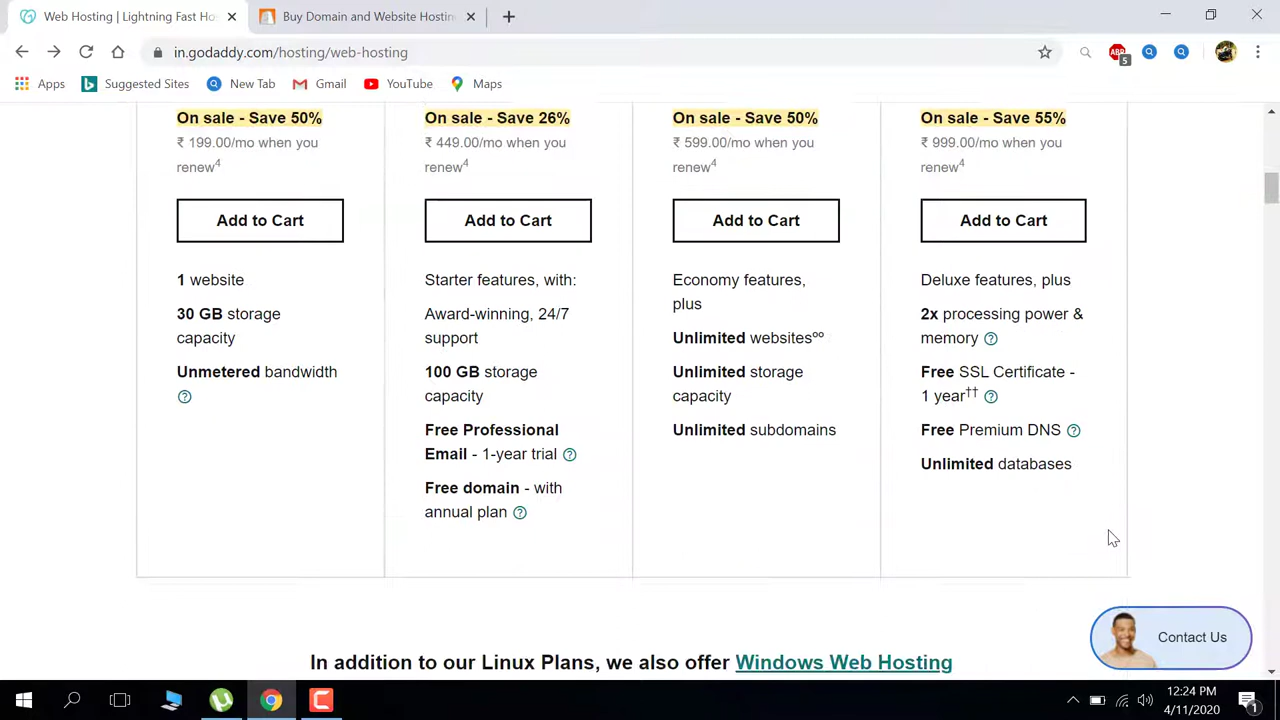 Web Hosting | Lightning Fast Ho
Buy Domain and Website Hostin
in.godaddy.com/hosting/web-hosting
ABP
5
Apps
Suggested Sites
New Tab
Gmail
YouTube
Maps
On sale - Save 50%
₹ 199.00/mo when you
renew4
Add to Cart
1 website
30 GB storage
capacity
Unmetered bandwidth
?
On sale - Save 26%
₹ 449.00/mo when you
renew4
Add to Cart
Starter features, with:
Award-winning, 24/7
support
100 GB storage
capacity
Free Professional
Email - 1-year trial ?
Free domain - with
annual plan ?
On sale - Save 50%
₹ 599.00/mo when you
renew4
Add to Cart
Economy features,
plus
Unlimited websites°°
Unlimited storage
capacity
Unlimited subdomains
On sale - Save 55%
₹ 999.00/mo when you
renew4
Add to Cart
Deluxe features, plus
2x processing power &
memory ?
Free SSL Certificate -
1 year†† ?
Free Premium DNS ?
Unlimited databases
Contact Us
In addition to our Linux Plans, we also offer Windows Web Hosting
12:24 PM
4/11/2020
1